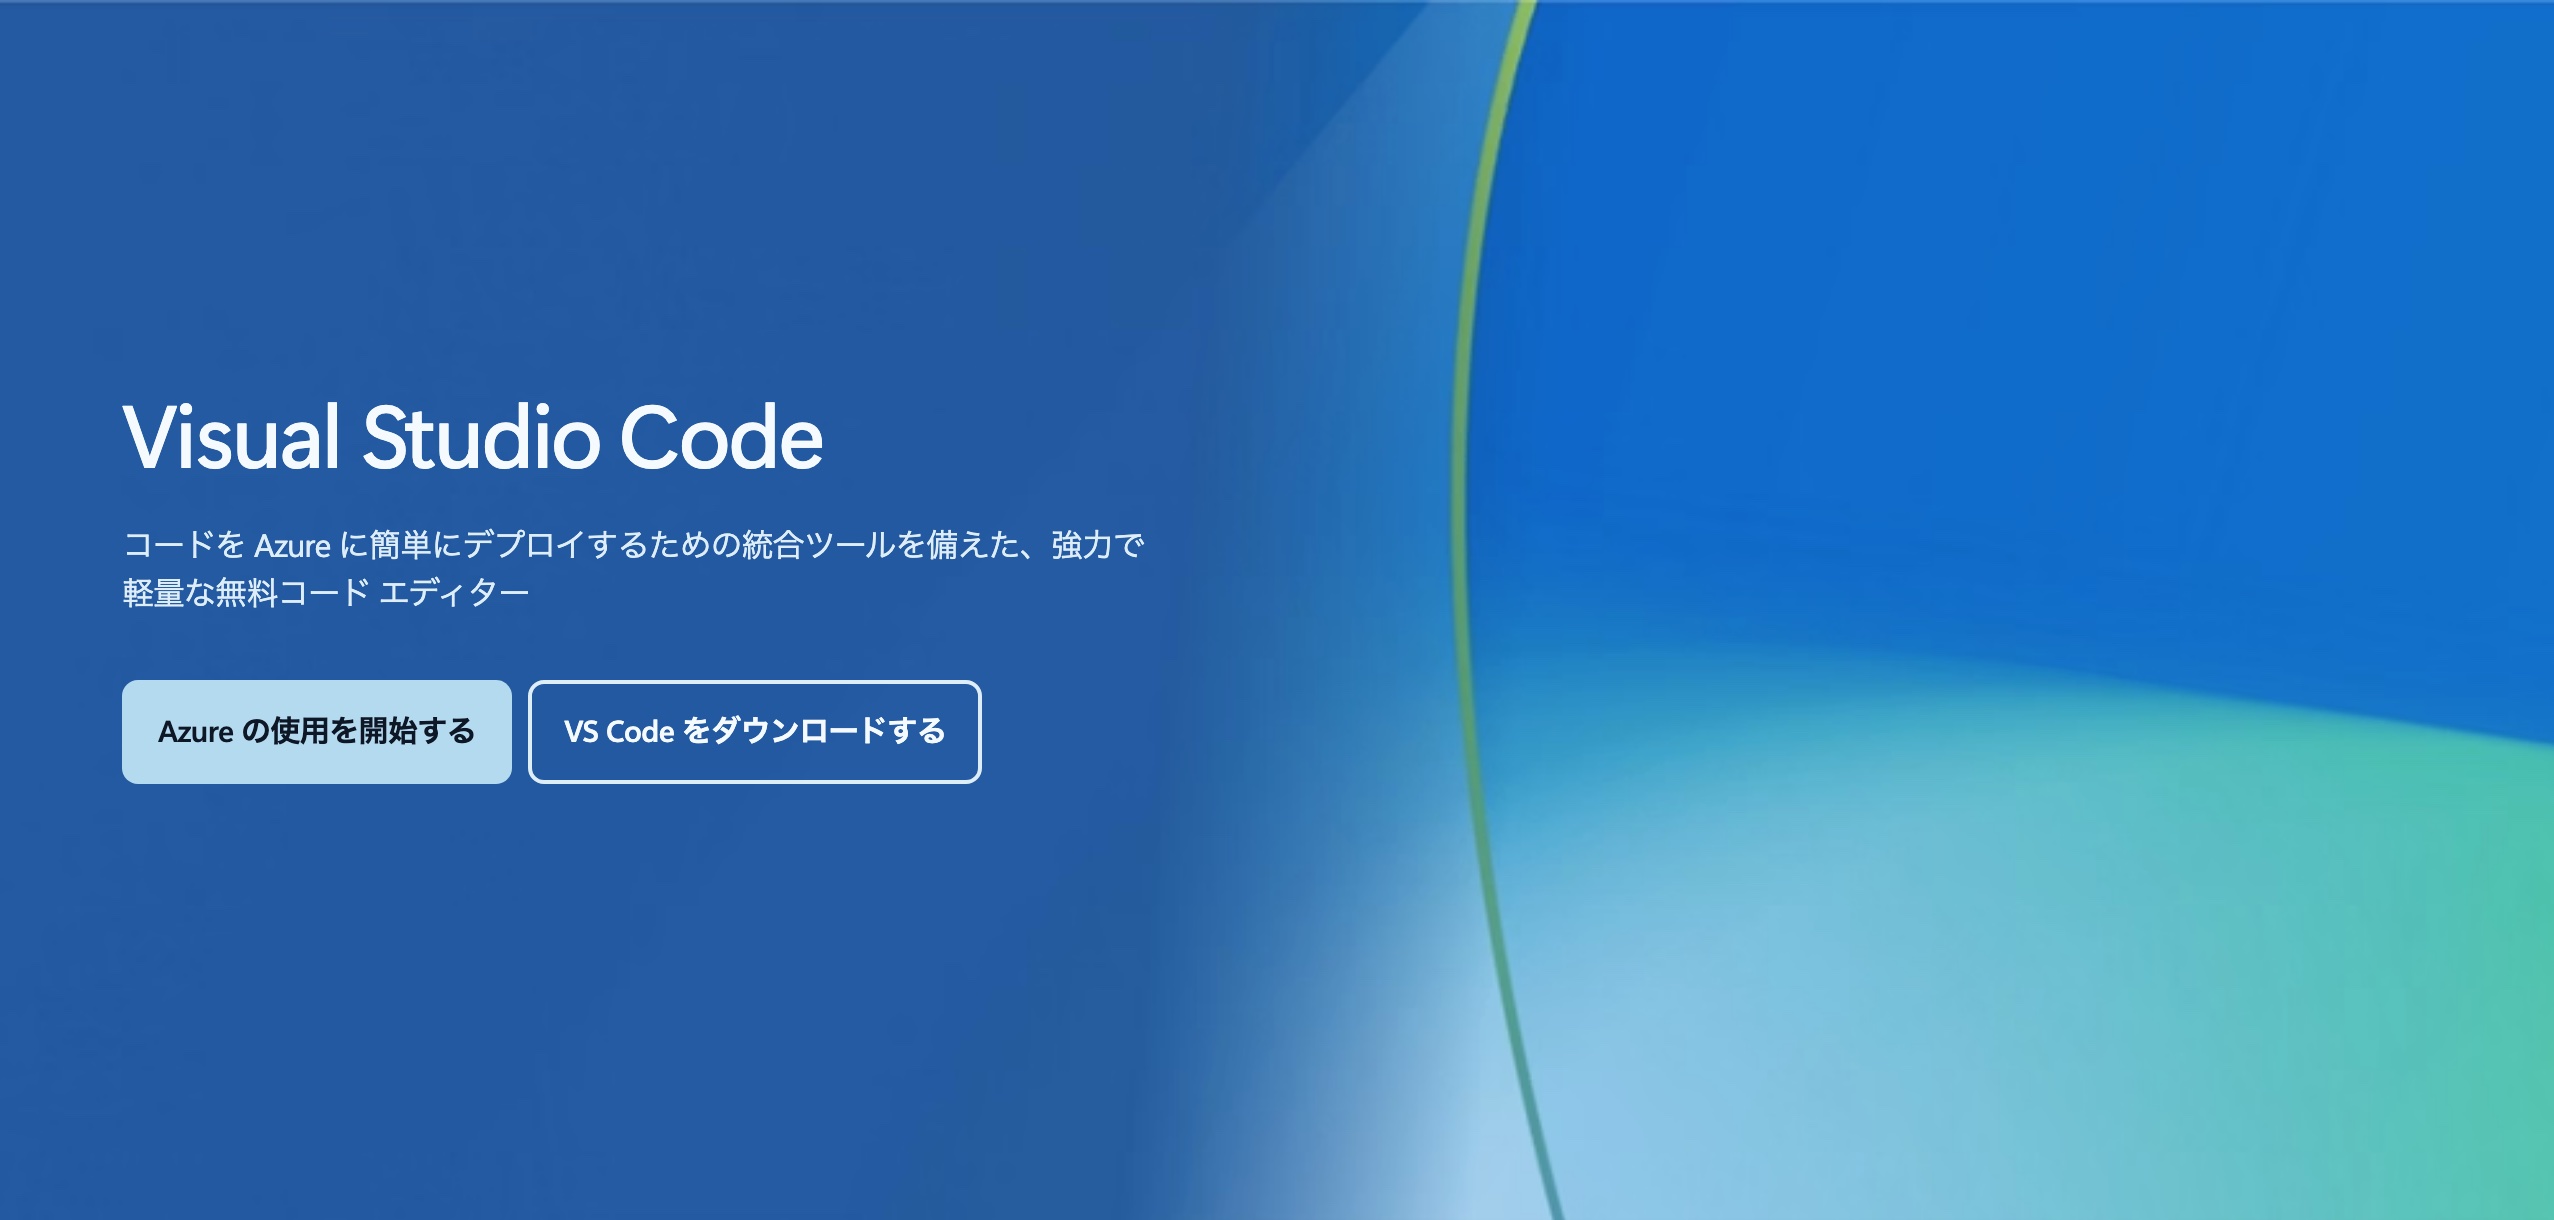 Visual Studio Code
コードを Azure に簡単にデプロイするための統合ツールを備えた、強力で
軽量な無料コード エディター
Azure の使用を開始する
VS Code をダウンロードする